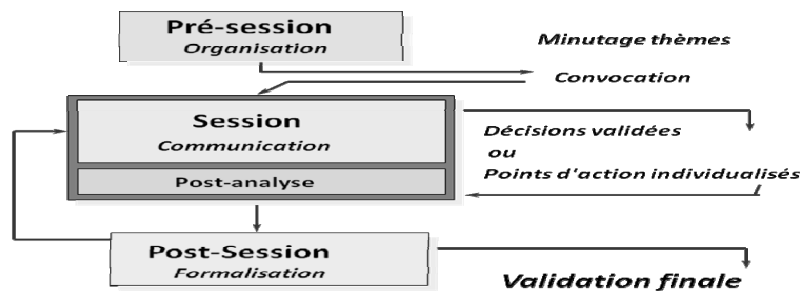 Pré-session
Organisation
Minutage thèmes
Convocation
Session
Communication
Post-analyse
Décisions validées
ou
Points d'action individualisés
Post-Session
Formalisation
Validation finale